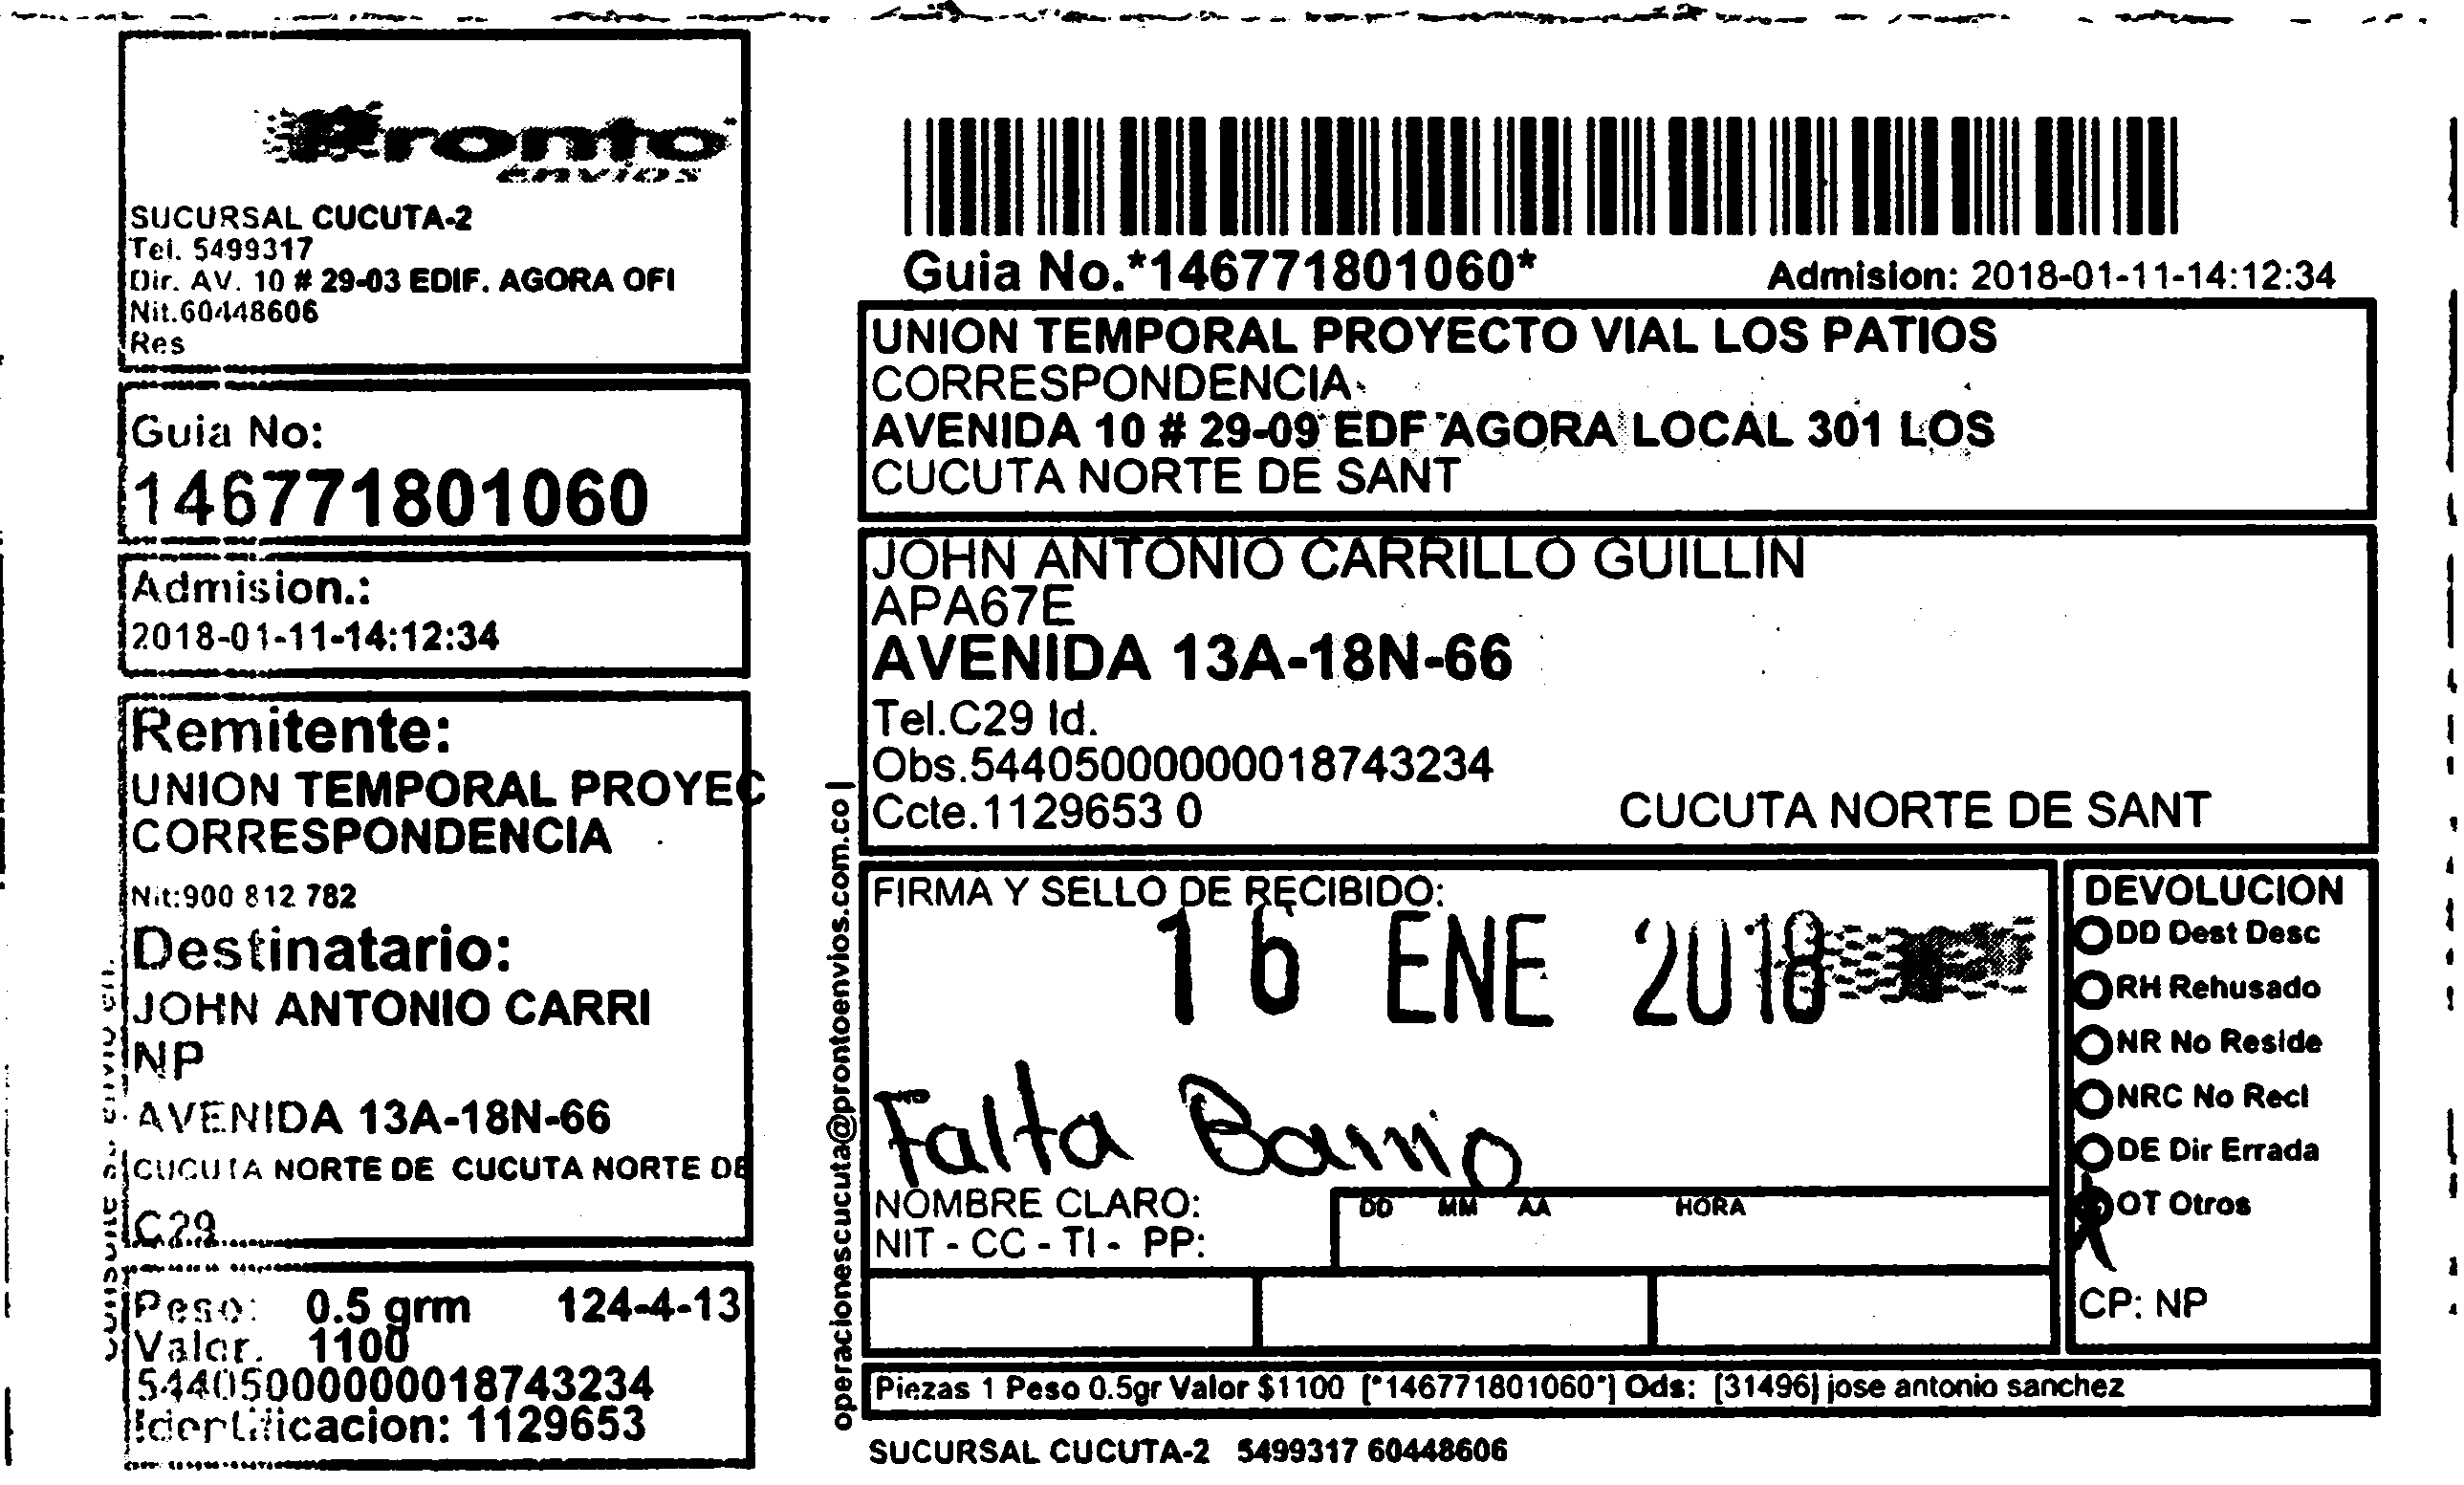 Pronto
envios
SUCURSAL CUCUTA-2
Tel. 5499317
Dir. AV. 10 # 29-03 EDIF. AGORA OFI
Nit.60448606
Res
Guia No:
146771801060
Admision.:
2018-01-11-14:12:34
Remitente:
UNION TEMPORAL PROYEC
CORRESPONDENCIA
Nit:900 812 782
Destinatario:
JOHN ANTONIO CARRI
NP
AVENIDA 13A-18N-66
CUCUTA NORTE DE CUCUTA NORTE DE
C29
Peso: 0.5 grm 124-4-13
Valor. 1100
544050000000018743234
Identificacion: 1129653
operacionescucuta@prontoenvios.com.co |
Guia No.*146771801060*
Admision: 2018-01-11-14:12:34
UNION TEMPORAL PROYECTO VIAL LOS PATIOS
CORRESPONDENCIA
AVENIDA 10 # 29-09 EDF AGORA LOCAL 301 LOS
CUCUTA NORTE DE SANT
JOHN ANTONIO CARRILLO GUILLIN
APA67E
AVENIDA 13A-18N-66
Tel.C29 Id.
Obs.544050000000018743234
Ccte.1129653 0
CUCUTA NORTE DE SANT
FIRMA Y SELLO DE RECIBIDO:
16 ENE 2018
Falta Barrio
NOMBRE CLARO:
DD MM AA HORA
NIT - CC - TI - PP:
DEVOLUCION
DD Dest Desc
RH Rehusado
NR No Reside
NRC No Recl
DE Dir Errada
OT Otros
CP: NP
Piezas 1 Peso 0.5gr Valor $1100 [*146771801060*] Ods: [31496] jose antonio sanchez
SUCURSAL CUCUTA-2 5499317 60448606